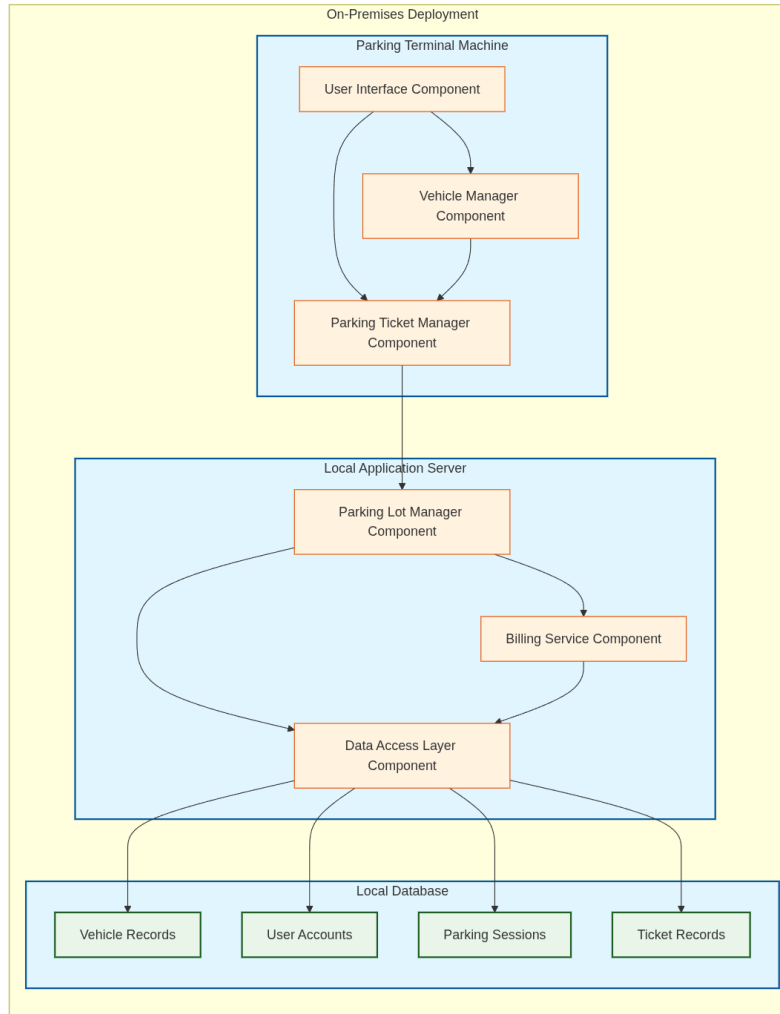 On-Premises Deployment
Parking Terminal Machine
User Interface Component
Vehicle Manager
Component
Parking Ticket Manager
Component
Local Application Server
Parking Lot Manager
Component
Billing Service Component
Data Access Layer
Component
Local Database
Vehicle Records
User Accounts
Parking Sessions
Ticket Records